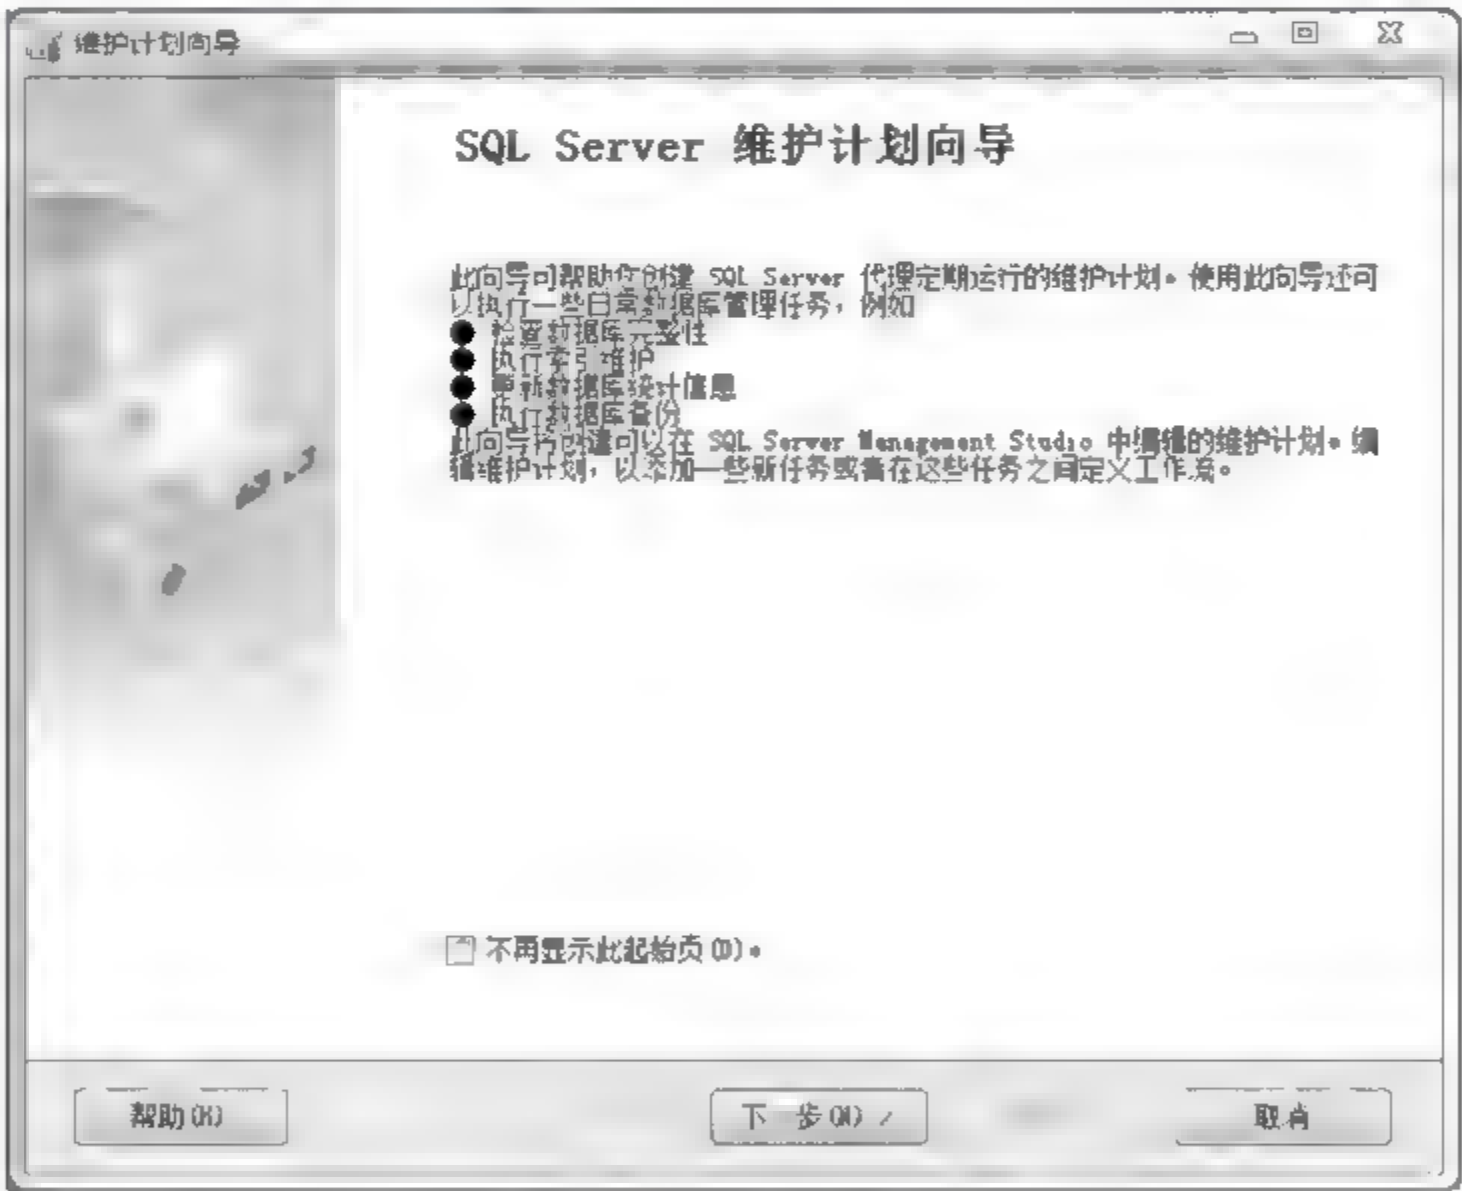 维护计划向导
SQL Server 维护计划向导
此向导可帮助你创建 SQL Server 代理定期运行的维护计划。使用此向导还可
以执行一些日常数据库管理任务，例如
● 检查数据库完整性
● 执行索引维护
● 更新数据库统计信息
● 执行数据库备份
此向导将创建可以在 SQL Server Management Studio 中编辑的维护计划。编
辑维护计划，以添加一些新任务或者在这些任务之间定义工作流。
不再显示此起始页(D)。
帮助(H)
下一步(N)
取消